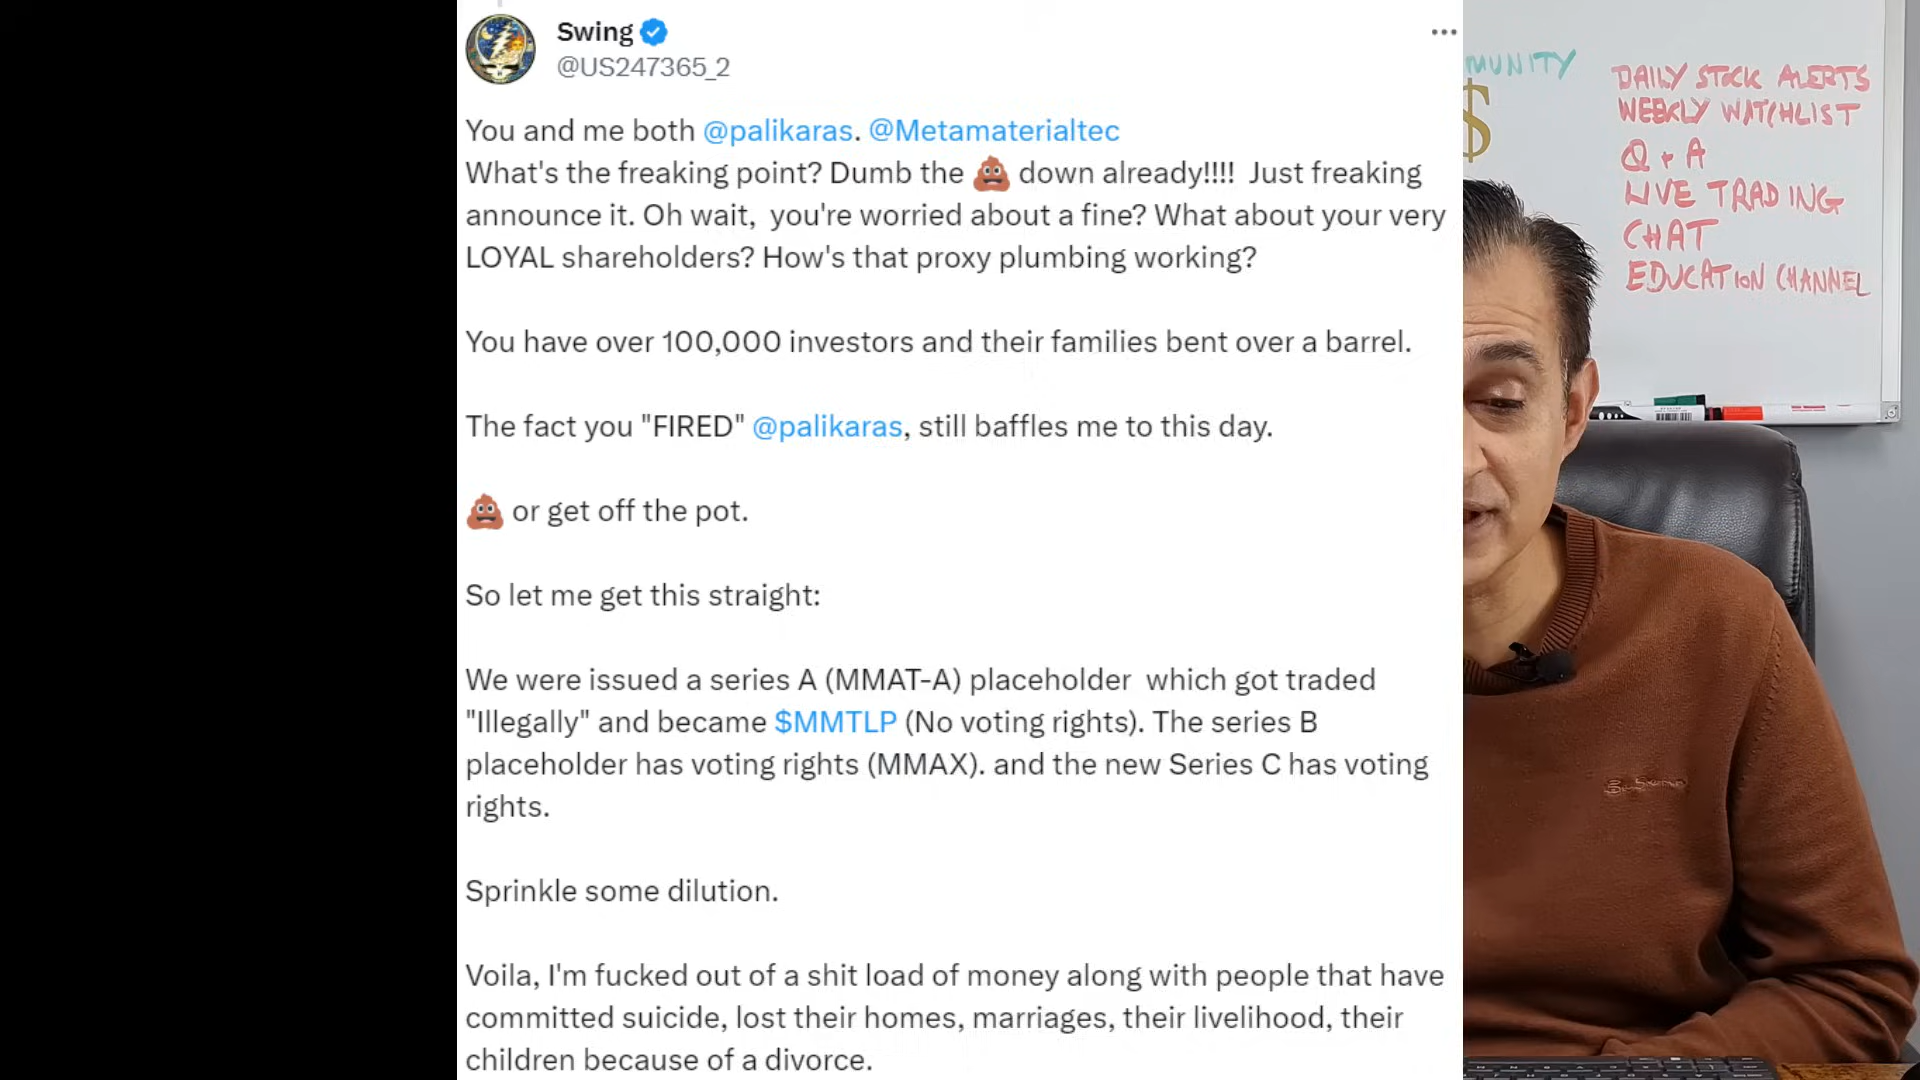 Swing
@US247365_2
You and me both @palikaras. @Metamaterialtec
What's the freaking point? Dumb the 💩 down already!!!! Just freaking
announce it. Oh wait, you're worried about a fine? What about your very
LOYAL shareholders? How's that proxy plumbing working?
You have over 100,000 investors and their families bent over a barrel.
The fact you "FIRED" @palikaras, still baffles me to this day.
💩 or get off the pot.
So let me get this straight:
We were issued a series A (MMAT-A) placeholder which got traded
"Illegally" and became $MMTLP (No voting rights). The series B
placeholder has voting rights (MMAX). and the new Series C has voting
rights.
Sprinkle some dilution.
Voila, I'm fucked out of a shit load of money along with people that have
committed suicide, lost their homes, marriages, their livelihood, their
children because of a divorce.
MUNITY
$
DAILY STOCK ALERTS
WEEKLY WATCHLIST
Q + A
LIVE TRADING
CHAT
EDUCATION CHANNEL